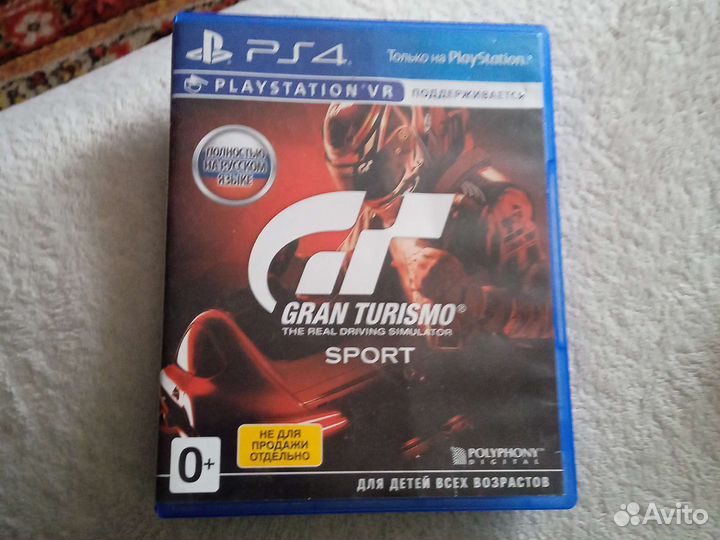 PS4
Только на PlayStation®
PLAYSTATION®VR
ПОДДЕРЖИВАЕТСЯ
ПОЛНОСТЬЮ
НА РУССКОМ
ЯЗЫКЕ
GT
GRAN TURISMO®
THE REAL DRIVING SIMULATOR
SPORT
НЕ ДЛЯ
ПРОДАЖИ
ОТДЕЛЬНО
0+
POLYPHONY
DIGITAL
ДЛЯ ДЕТЕЙ ВСЕХ ВОЗРАСТОВ
Avito